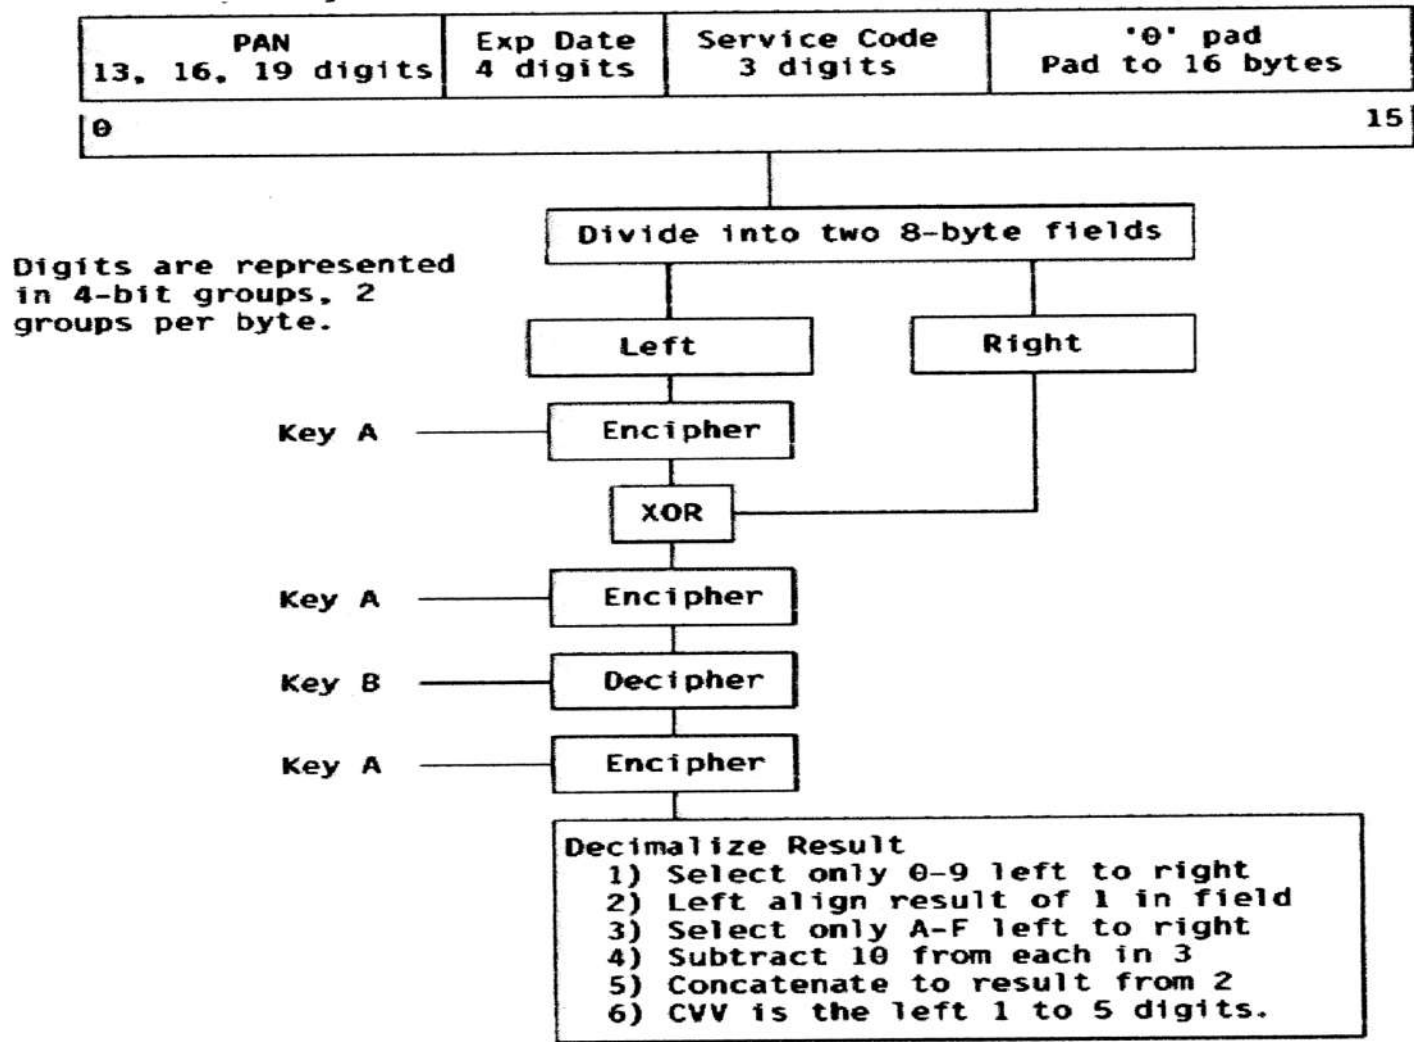 PAN
13, 16, 19 digits
Exp Date
4 digits
Service Code
3 digits
'0' pad
Pad to 16 bytes
0
15
Divide into two 8-byte fields
Digits are represented
in 4-bit groups, 2
groups per byte.
Left
Right
Key A
Encipher
XOR
Key A
Encipher
Key B
Decipher
Key A
Encipher
Decimalize Result
1) Select only 0-9 left to right
2) Left align result of 1 in field
3) Select only A-F left to right
4) Subtract 10 from each in 3
5) Concatenate to result from 2
6) CVV is the left 1 to 5 digits.